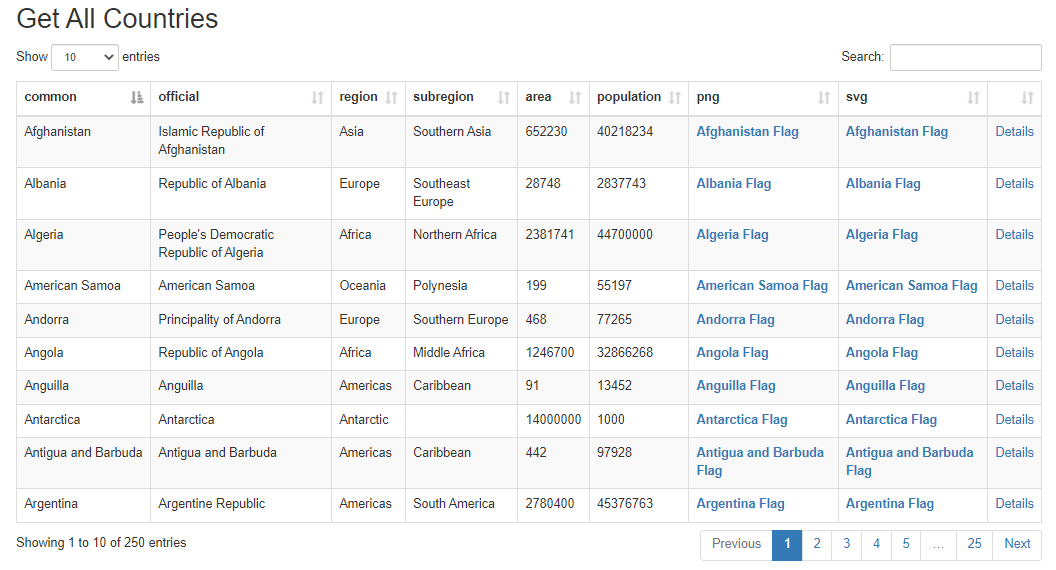 Get All Countries
Show 10 entries Search:
common official region subregion area population png svg
Afghanistan Islamic Republic of Asia Southern Asia 652230 40218234 Afghanistan Flag Afghanistan Flag Details
Afghanistan
Albania Republic of Albania Europe Southeast 28748 2837743 Albania Flag Albania Flag Details
Europe
Algeria People's Democratic Africa Northern Africa 2381741 44700000 Algeria Flag Algeria Flag Details
Republic of Algeria
American Samoa American Samoa Oceania Polynesia 199 55197 American Samoa Flag American Samoa Flag Details
Andorra Principality of Andorra Europe Southern Europe 468 77265 Andorra Flag Andorra Flag Details
Angola Republic of Angola Africa Middle Africa 1246700 32866268 Angola Flag Angola Flag Details
Anguilla Anguilla Americas Caribbean 91 13452 Anguilla Flag Anguilla Flag Details
Antarctica Antarctica Antarctic 14000000 1000 Antarctica Flag Antarctica Flag Details
Antigua and Barbuda Antigua and Barbuda Americas Caribbean 442 97928 Antigua and Barbuda Antigua and Barbuda Details
Flag Flag
Argentina Argentine Republic Americas South America 2780400 45376763 Argentina Flag Argentina Flag Details
Showing 1 to 10 of 250 entries Previous 1 2 3 4 5 … 25 Next